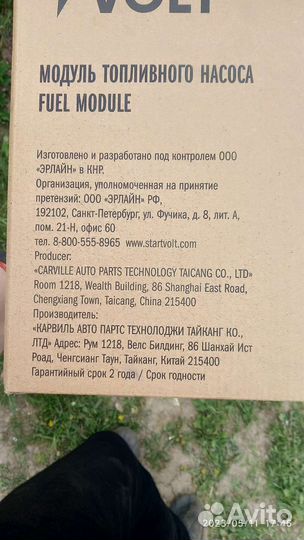 VOLT
МОДУЛЬ ТОПЛИВНОГО НАСОСА
FUEL MODULE
Изготовлено и разработано под контролем ООО
«ЭРЛАЙН» в КНР.
Организация, уполномоченная на принятие
претензий: ООО «ЭРЛАЙН» РФ,
192102, Санкт-Петербург, ул. Фучика, д. 8, лит. А,
пом. 21-Н, офис 60
тел. 8-800-555-8965 www.startvolt.com
Producer:
«CARVILLE AUTO PARTS TECHNOLOGY TAICANG CO., LTD»
Room 1218, Wealth Building, 86 Shanghai East Road,
Chengxiang Town, Taicang, China 215400
Производитель:
«КАРВИЛЬ АВТО ПАРТС ТЕХНОЛОДЖИ ТАЙКАНГ КО.,
ЛТД» Адрес: Рум 1218, Велс Билдинг, 86 Шанхай Ист
Роад, Ченгсианг Таун, Тайканг, Китай 215400
Гарантийный срок 2 года / Срок годности
Avito
2023/05/11 17:46